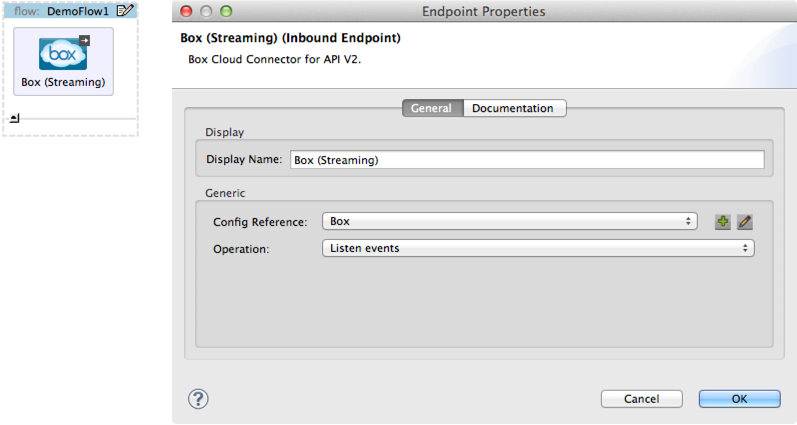 flow: DemoFlow1
box
Box (Streaming)
Endpoint Properties
Box (Streaming) (Inbound Endpoint)
Box Cloud Connector for API V2.
General Documentation
Display
Display Name: Box (Streaming)
Generic
Config Reference: Box
Operation: Listen events
?
Cancel OK